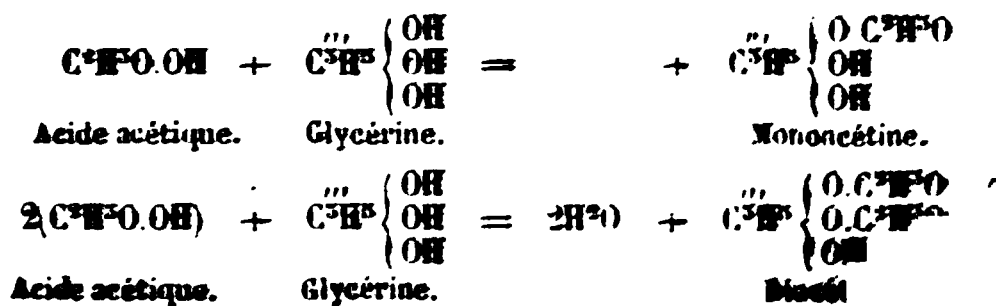 OH O C²H³O
C²H³O.OH + C³H⁵ { OH = + C³H⁵ { OH
OH OH
Acide acétique. Glycérine. Monoacétine.
OH O.C²H³O
2(C²H³O.OH) + C³H⁵ { OH = 2H²O + C³H⁵ { O.C²H³O
OH OH
Acide acétique. Glycérine.